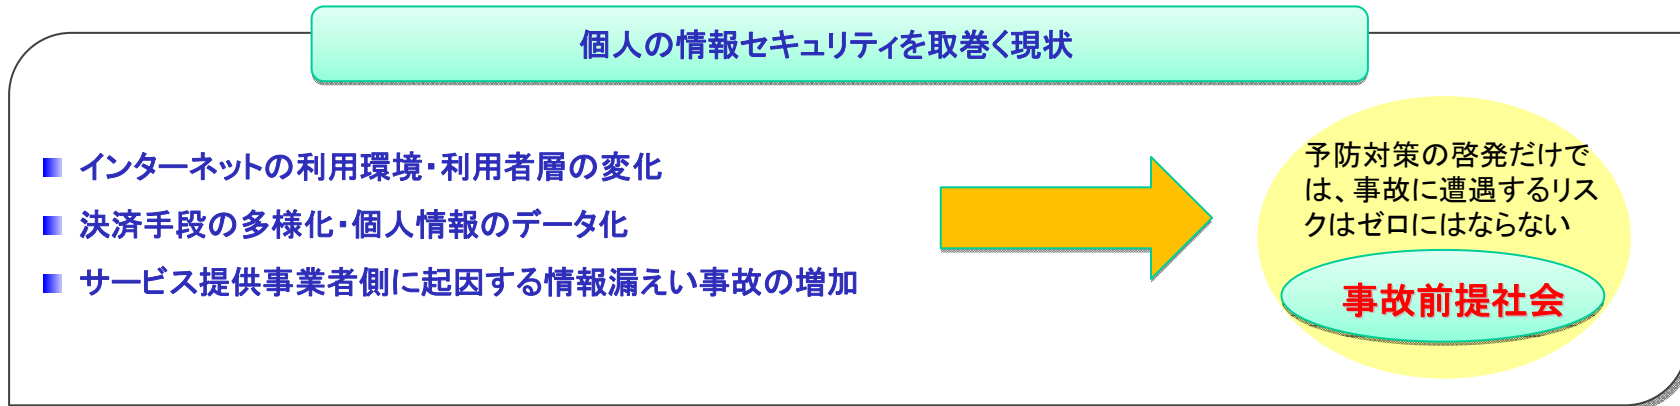 個人の情報セキュリティを取巻く現状
インターネットの利用環境・利用者層の変化
決済手段の多様化・個人情報のデータ化
サービス提供事業者側に起因する情報漏えい事故の増加
予防対策の啓発だけで
は、事故に遭遇するリス
クはゼロにはならない
事故前提社会